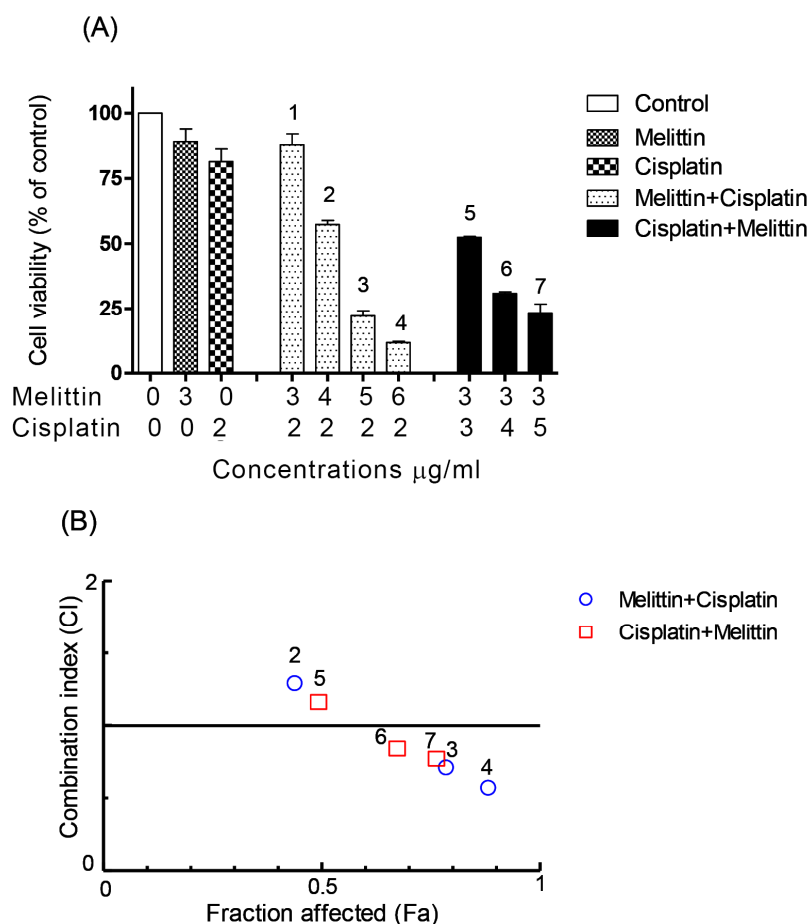 (A)
Cell viability (% of control)
100
75
50
25
0
1
2
3
4
5
6
7
Control
Melittin
Cisplatin
Melittin+Cisplatin
Cisplatin+Melittin
Melittin 0 3 0 3 4 5 6 3 3 3
Cisplatin 0 0 2 2 2 2 2 3 4 5
Concentrations μg/ml
(B)
Combination index (CI)
2
0
2
5
6
7
3
4
Melittin+Cisplatin
Cisplatin+Melittin
0 0.5 1
Fraction affected (Fa)